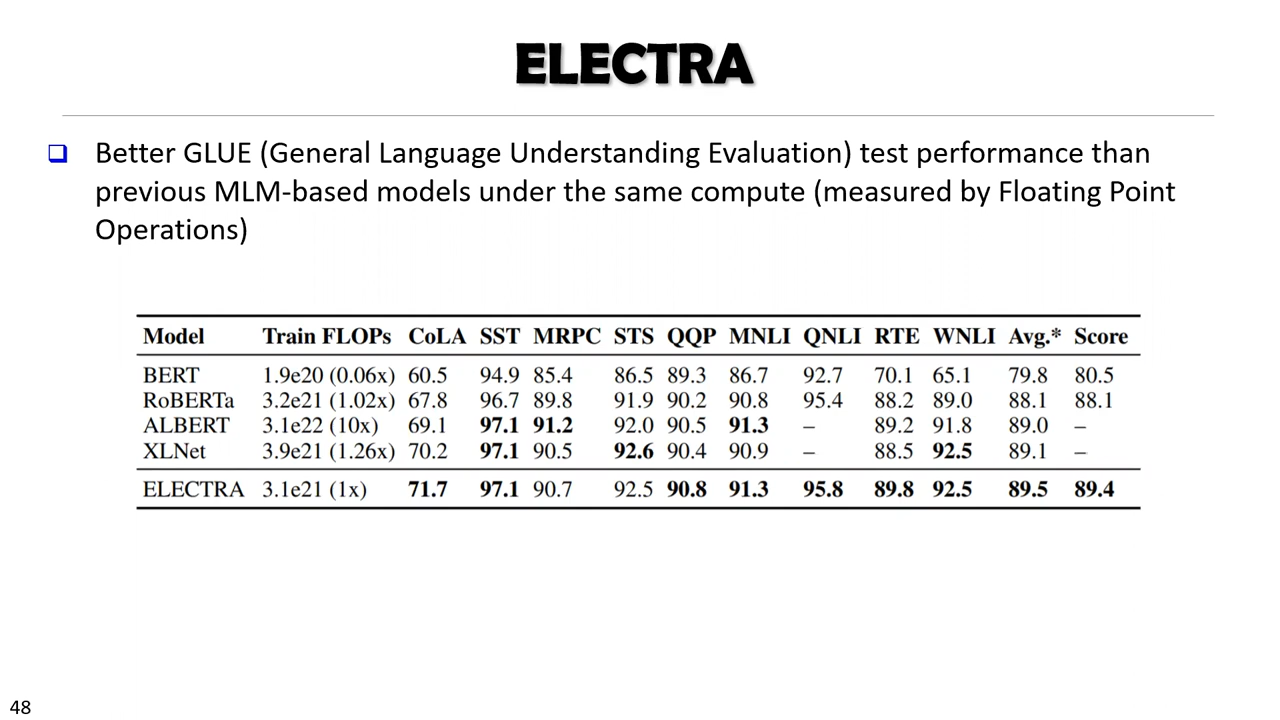 ELECTRA
Better GLUE (General Language Understanding Evaluation) test performance than
previous MLM-based models under the same compute (measured by Floating Point
Operations)
Model Train FLOPs CoLA SST MRPC STS QQP MNLI QNLI RTE WNLI Avg.* Score
BERT 1.9e20 (0.06x) 60.5 94.9 85.4 86.5 89.3 86.7 92.7 70.1 65.1 79.8 80.5
RoBERTa 3.2e21 (1.02x) 67.8 96.7 89.8 91.9 90.2 90.8 95.4 88.2 89.0 88.1 88.1
ALBERT 3.1e22 (10x) 69.1 97.1 91.2 92.0 90.5 91.3 – 89.2 91.8 89.0 –
XLNet 3.9e21 (1.26x) 70.2 97.1 90.5 92.6 90.4 90.9 – 88.5 92.5 89.1 –
ELECTRA 3.1e21 (1x) 71.7 97.1 90.7 92.5 90.8 91.3 95.8 89.8 92.5 89.5 89.4
48